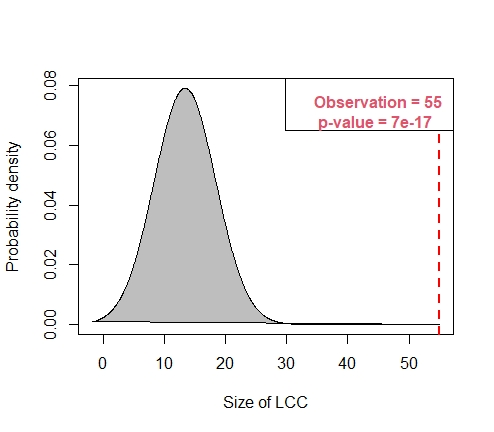 Observation = 55
p-value = 7e-17
0.08
0.06
0.04
0.02
0.00
Probability density
0 10 20 30 40 50
Size of LCC